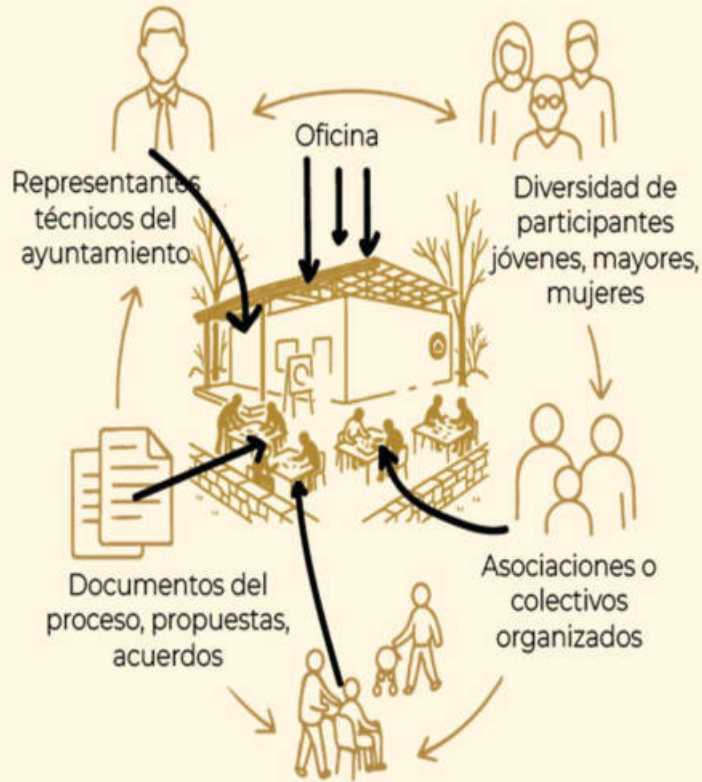 Oficina
Representantes
técnicos del
ayuntamiento
Diversidad de
participantes
jóvenes, mayores,
mujeres
Documentos del
proceso, propuestas,
acuerdos
Asociaciones o
colectivos
organizados